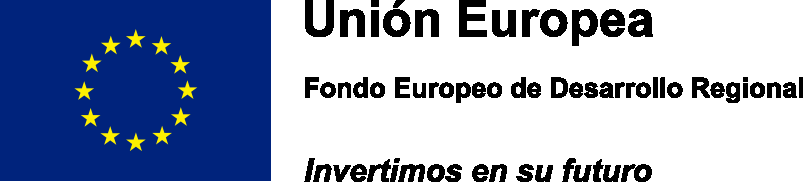 Unión Europea
Fondo Europeo de Desarrollo Regional
Invertimos en su futuro